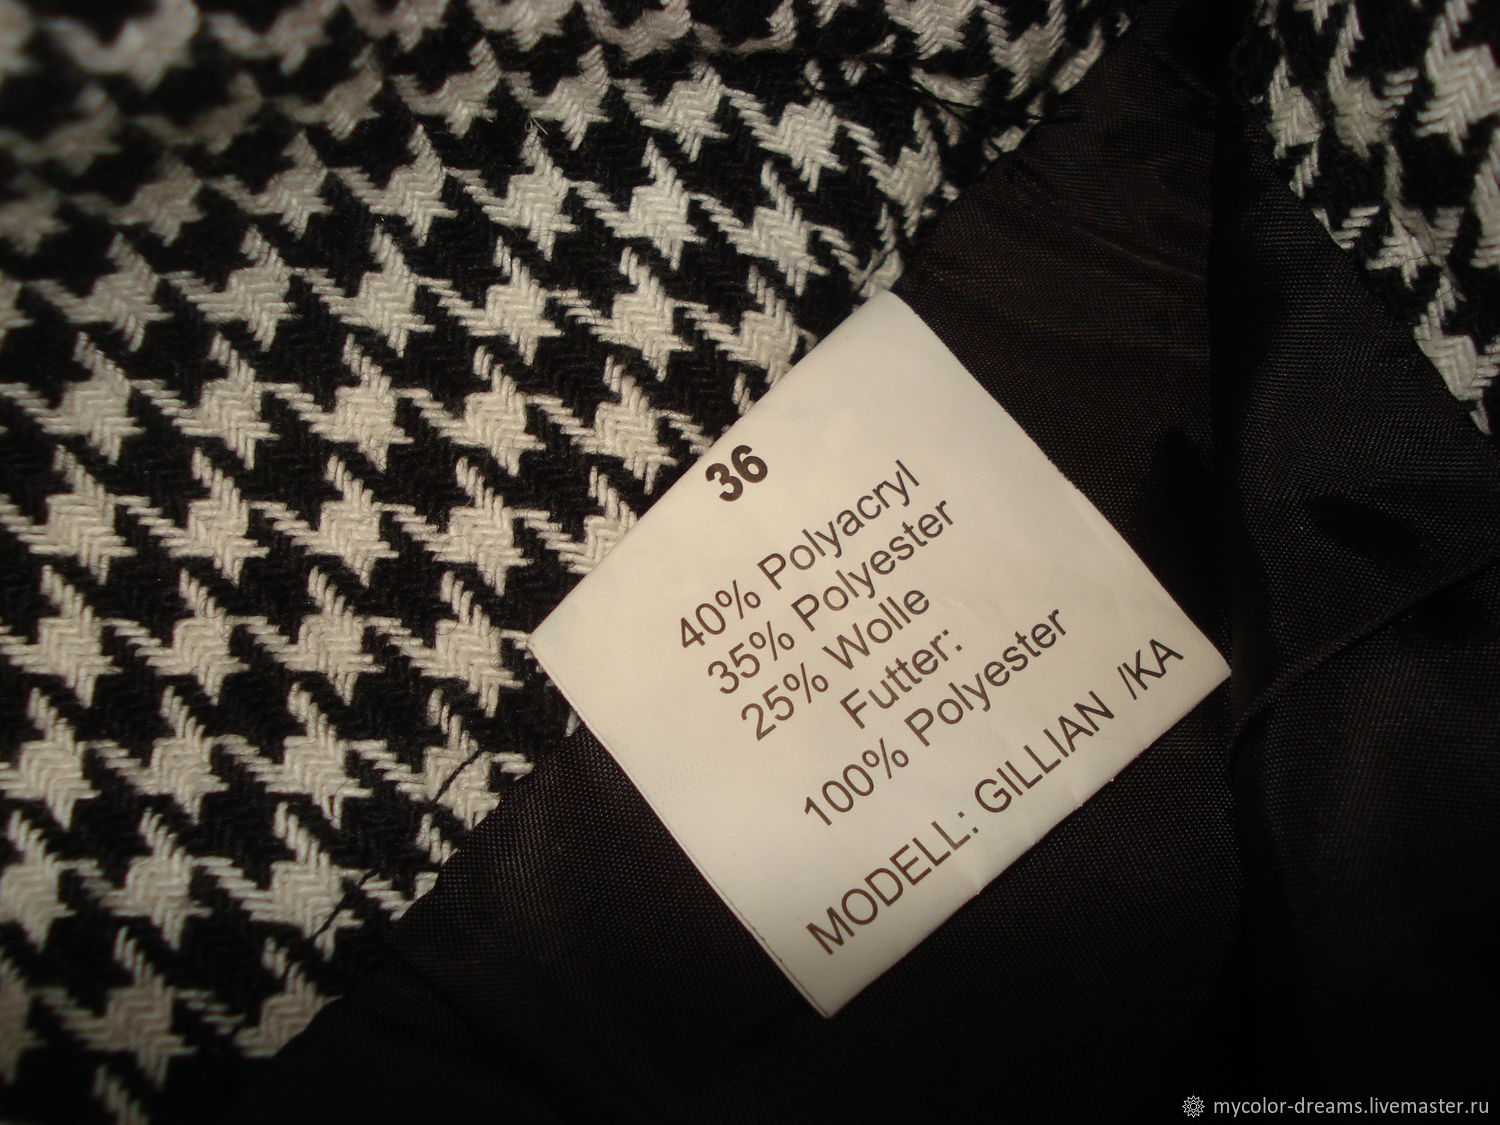 36
40% Polyacryl
35% Polyester
25% Wolle
Futter:
100% Polyester
MODELL: GILLIAN /KA
mycolor-dreams.livemaster.ru